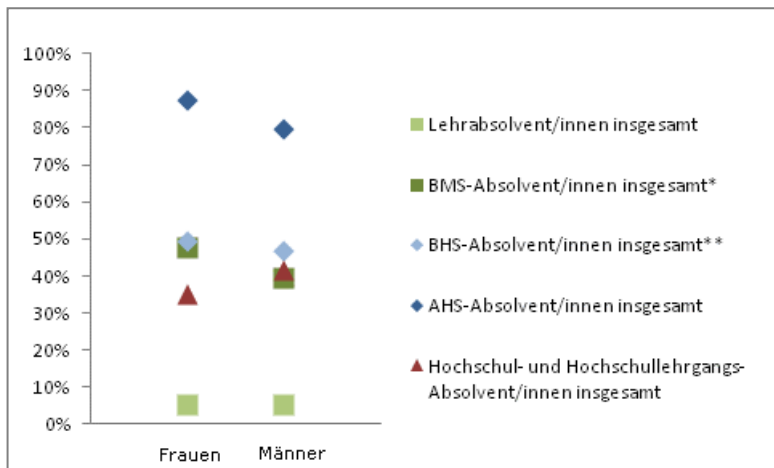 100%
90%
80%
70%
60%
50%
40%
30%
20%
10%
0%
Frauen Männer
Lehrabsolvent/innen insgesamt
BMS-Absolvent/innen insgesamt*
BHS-Absolvent/innen insgesamt**
AHS-Absolvent/innen insgesamt
Hochschul- und Hochschullehrgangs-
Absolvent/innen insgesamt